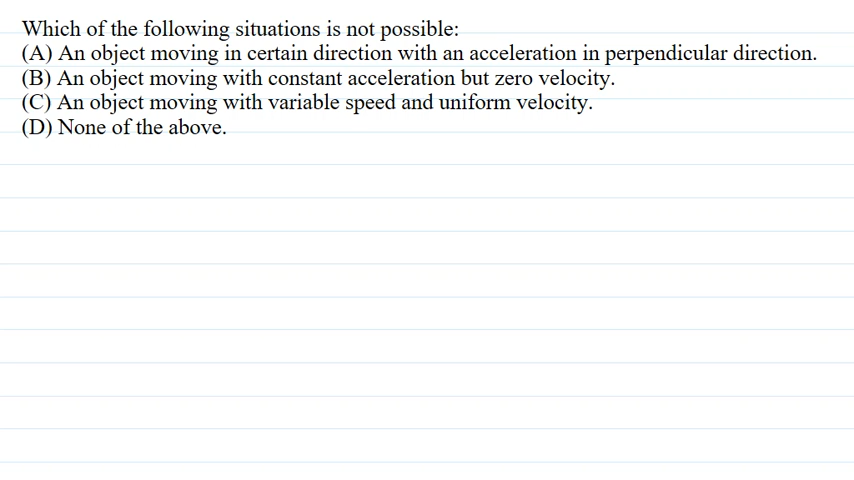 Which of the following situations is not possible:
(A) An object moving in certain direction with an acceleration in perpendicular direction.
(B) An object moving with constant acceleration but zero velocity.
(C) An object moving with variable speed and uniform velocity.
(D) None of the above.